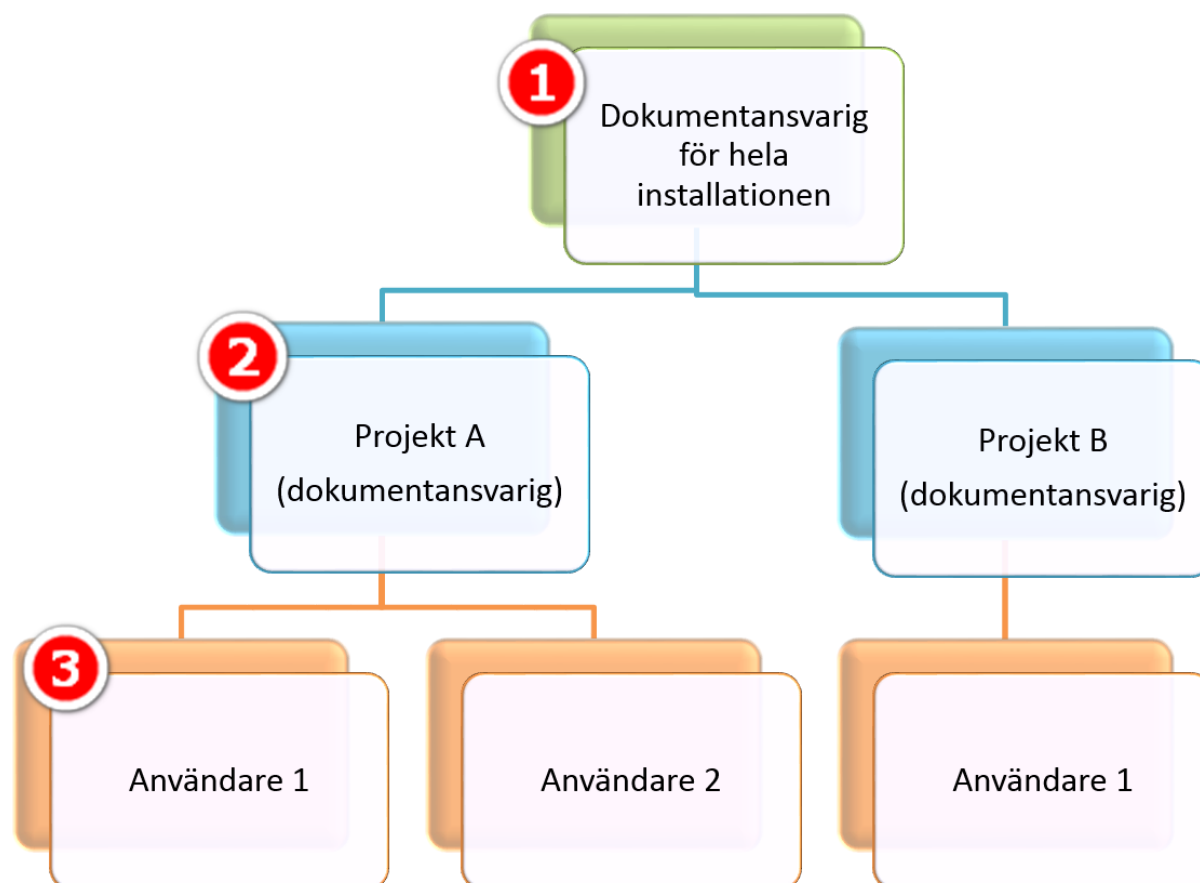 1
Dokumentansvarig
för hela
installationen
2
Projekt A
(dokumentansvarig)
Projekt B
(dokumentansvarig)
3
Användare 1
Användare 2
Användare 1